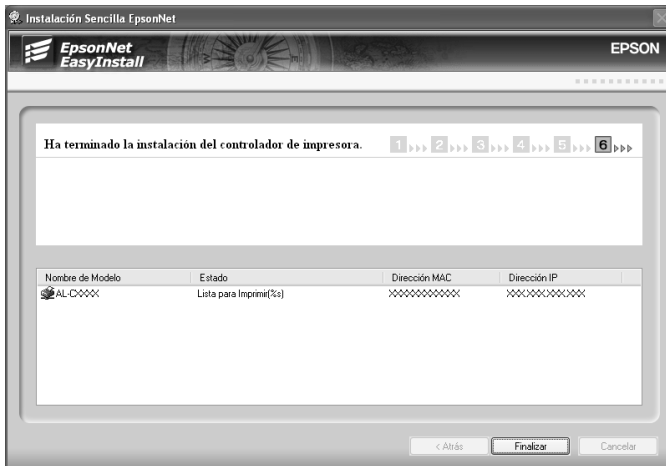 Instalación Sencilla EpsonNet
EpsonNet
EasyInstall
EPSON
Ha terminado la instalación del controlador de impresora.
1 2 3 4 5 6
Nombre de Modelo Estado Dirección MAC Dirección IP
AL-CXXXX Lista para Imprimir(%s) XXXXXXXXXXXX XXX.XXX.XXX.XXX
< Atrás Finalizar Cancelar